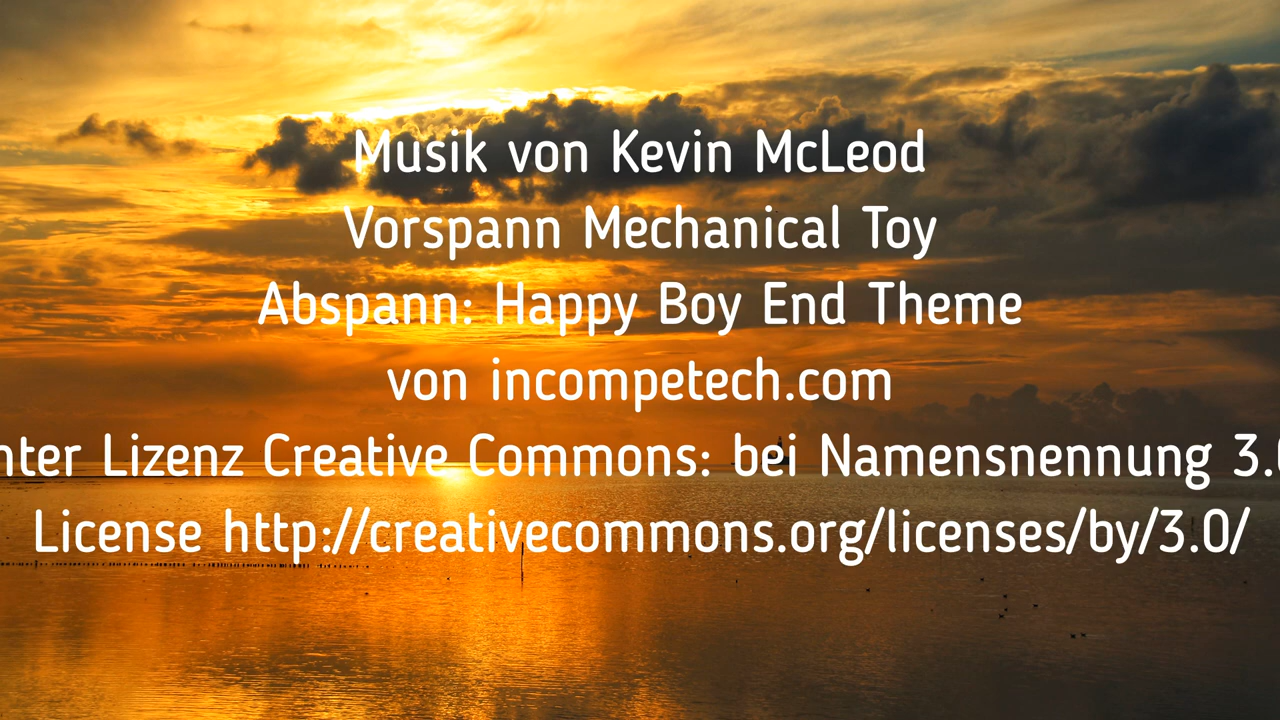 Musik von Kevin McLeod
Vorspann Mechanical Toy
Abspann: Happy Boy End Theme
von incompetech.com
nter Lizenz Creative Commons: bei Namensnennung 3.0
License http://creativecommons.org/licenses/by/3.0/